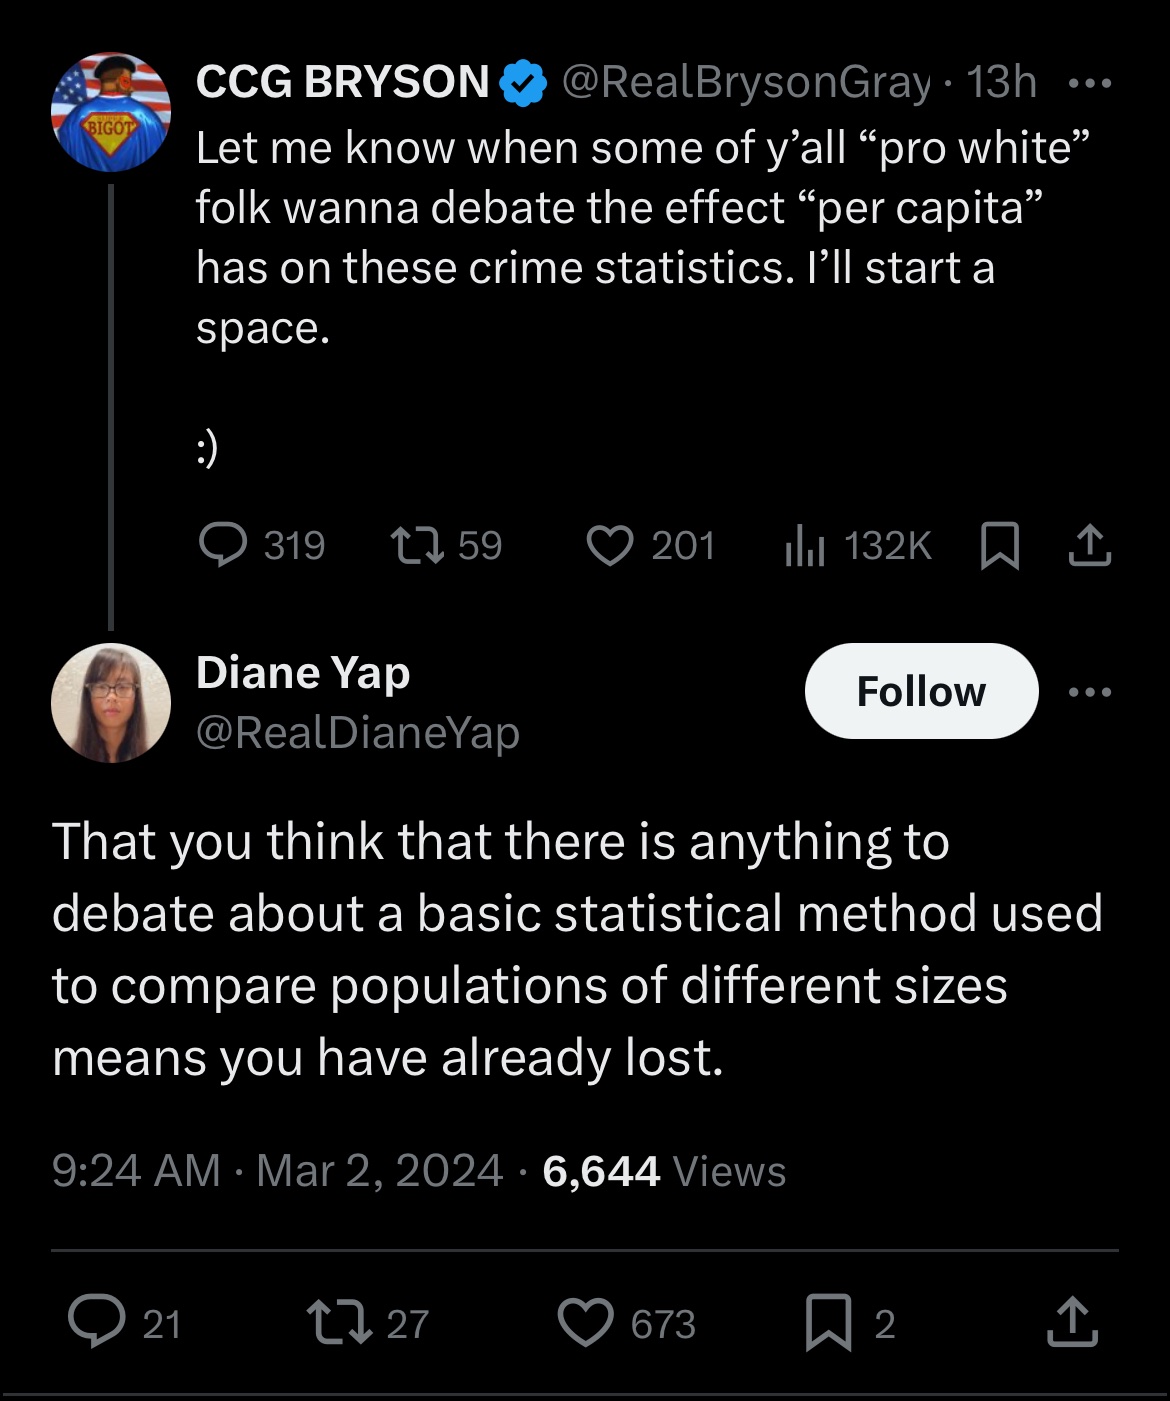 CCG BRYSON @RealBrysonGray · 13h
BIGOT
Let me know when some of y’all “pro white”
folk wanna debate the effect “per capita”
has on these crime statistics. I’ll start a
space.
:)
319 59 201 132K
Diane Yap
Follow
@RealDianeYap
That you think that there is anything to
debate about a basic statistical method used
to compare populations of different sizes
means you have already lost.
9:24 AM · Mar 2, 2024 · 6,644 Views
21 27 673 2